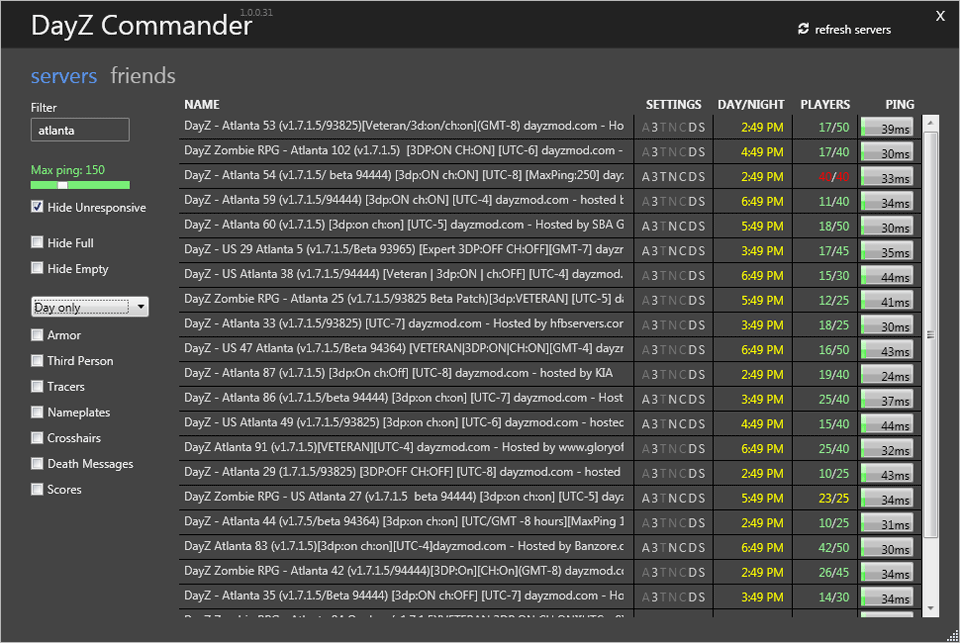 DayZ Commander 1.0.0.31
refresh servers
X
servers friends
Filter
atlanta
Max ping: 150
Hide Unresponsive
Hide Full
Hide Empty
Day only
Armor
Third Person
Tracers
Nameplates
Crosshairs
Death Messages
Scores
NAME SETTINGS DAY/NIGHT PLAYERS PING
DayZ - Atlanta 53 (v1.7.1.5/93825)[Veteran/3d:on/ch:on](GMT-8) dayzmod.com - Ho A3TNCDS 2:49 PM 17/50 39ms
DayZ Zombie RPG - Atlanta 102 (v1.7.1.5) [3DP:ON CH:ON] [UTC-6] dayzmod.com - A3TNCDS 4:49 PM 17/40 30ms
DayZ - Atlanta 54 (v1.7.1.5/ beta 94444) [3dp:ON ch:ON] [UTC-8] [MaxPing:250] day: A3TNCDS 2:49 PM 40/40 33ms
DayZ - Atlanta 59 (v1.7.1.5/94444) [3dp:ON ch:ON] [UTC-4] dayzmod.com - hosted b A3TNCDS 6:49 PM 11/40 34ms
DayZ - Atlanta 60 (v1.7.1.5) [3dp:on ch:on] [UTC-5] dayzmod.com - Hosted by SBA G A3TNCDS 5:49 PM 18/50 30ms
DayZ - US 29 Atlanta 5 (v1.7.1.5/Beta 93965) [Expert 3DP:OFF CH:OFF][GMT-7] dayzr A3TNCDS 3:49 PM 17/45 35ms
DayZ - US Atlanta 38 (v1.7.1.5/94444) [Veteran | 3dp:ON | ch:OFF] [UTC-4] dayzmod. A3TNCDS 6:49 PM 15/30 44ms
DayZ Zombie RPG - Atlanta 25 (v1.7.1.5/93825 Beta Patch)[3dp:VETERAN] [UTC-5] da A3TNCDS 5:49 PM 12/25 41ms
DayZ - Atlanta 33 (v1.7.1.5/93825) [UTC-7] dayzmod.com - Hosted by hfbservers.cor A3TNCDS 3:49 PM 18/25 30ms
DayZ - US 47 Atlanta (v1.7.1.5/Beta 94364) [VETERAN|3DP:ON|CH:ON][GMT-4] dayzr A3TNCDS 6:49 PM 16/50 43ms
DayZ - Atlanta 87 (v1.7.1.5) [3dp:On ch:Off] [UTC-8] dayzmod.com - hosted by KIA A3TNCDS 2:49 PM 19/40 24ms
DayZ - Atlanta 86 (v1.7.1.5/beta 94444) [3dp:on ch:on] [UTC-7] dayzmod.com - Host A3TNCDS 3:49 PM 25/40 37ms
DayZ - US Atlanta 49 (v1.7.1.5/93825) [3dp:on ch:on] [UTC-6] dayzmod.com - hostec A3TNCDS 4:49 PM 15/40 44ms
DayZ Atlanta 91 (v1.7.1.5)[VETERAN][UTC-4] dayzmod.com - Hosted by www.gloryof A3TNCDS 6:49 PM 25/40 32ms
DayZ - Atlanta 29 (1.7.1.5/93825) [3DP:OFF CH:OFF] [UTC-8] dayzmod.com - hosted A3TNCDS 2:49 PM 10/25 43ms
DayZ Zombie RPG - US Atlanta 27 (v1.7.1.5 beta 94444) [3dp:on ch:on] [UTC-5] day: A3TNCDS 5:49 PM 23/25 34ms
DayZ - Atlanta 44 (v1.7.5/beta 94364) [3dp:on ch:on] [UTC/GMT -8 hours][MaxPing 1 A3TNCDS 2:49 PM 10/25 31ms
DayZ Atlanta 83 (v1.7.1.5)[3dp:on ch:on][UTC-4]dayzmod.com - Hosted by Banzore.c A3TNCDS 6:49 PM 42/50 30ms
DayZ Zombie RPG - Atlanta 42 (v1.7.1.5/94444)[3DP:On][CH:On](GMT-8) dayzmod.cc A3TNCDS 2:49 PM 26/45 34ms
DayZ - Atlanta 35 (v1.7.1.5/Beta 94444) [3dp:ON ch:OFF] [UTC-7] dayzmod.com - Ho A3TNCDS 3:49 PM 14/30 34ms